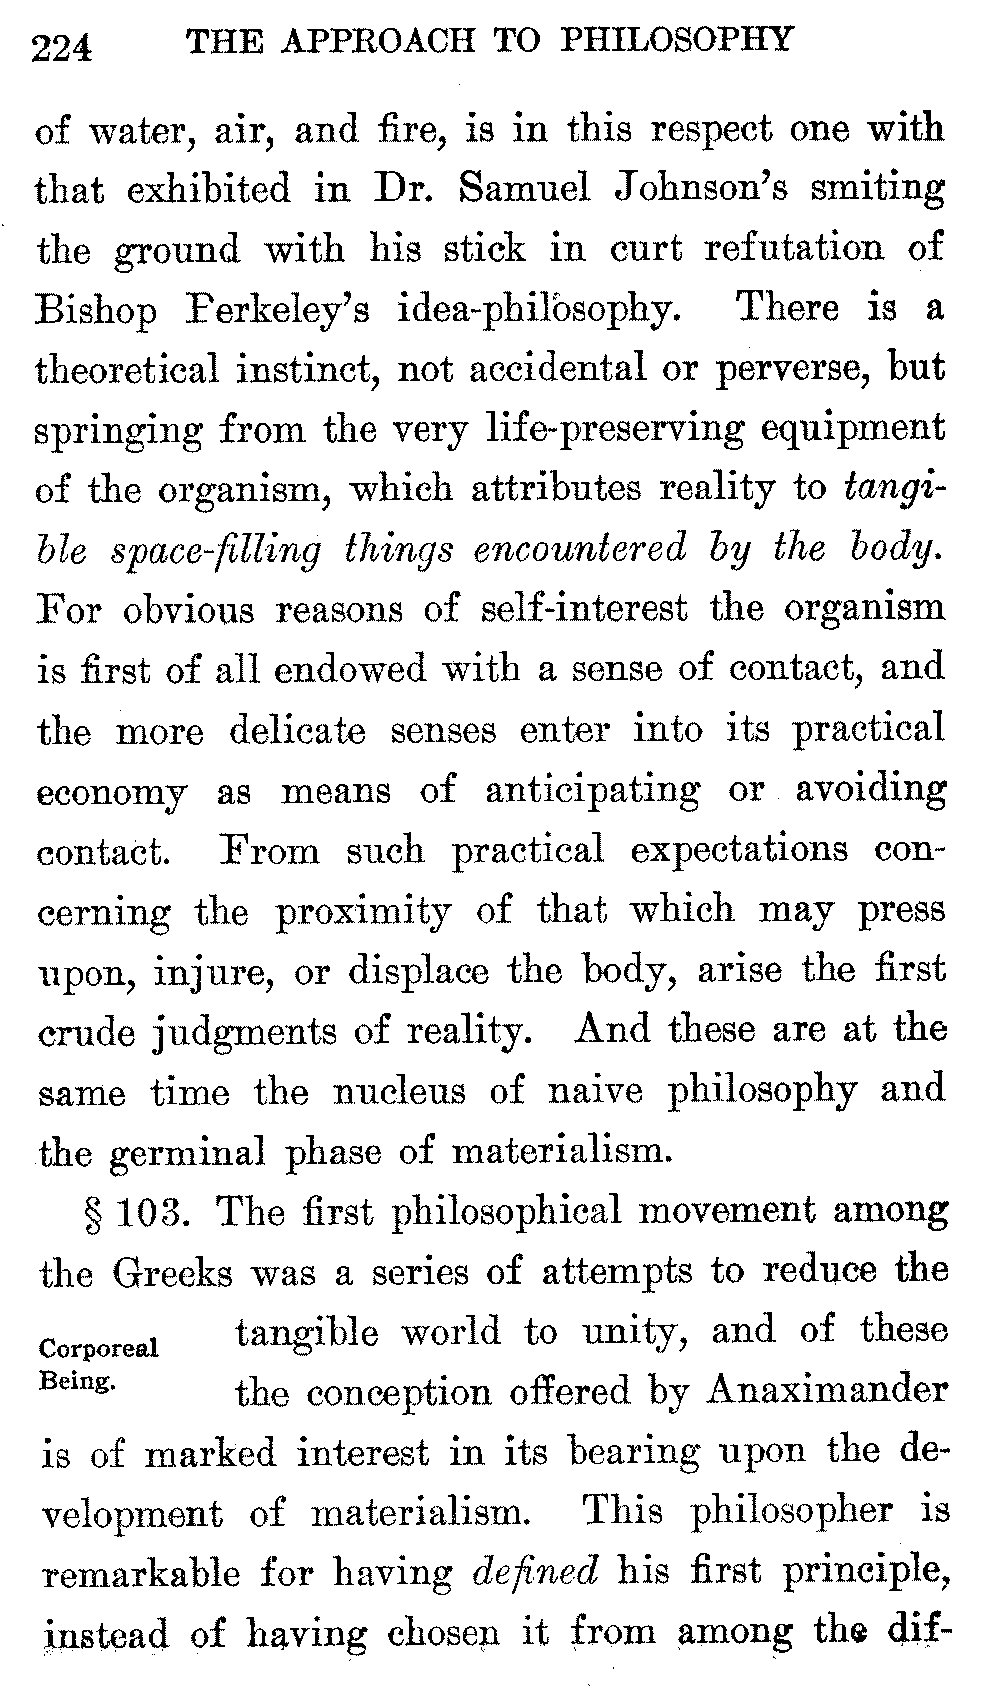 224 THE APPROACH TO PHILOSOPHY
of water, air, and fire, is in this respect one with
that exhibited in Dr. Samuel Johnson's smiting
the ground with his stick in curt refutation of
Bishop Berkeley's idea-philosophy. There is a
theoretical instinct, not accidental or perverse, but
springing from the very life-preserving equipment
of the organism, which attributes reality to tangi-
ble space-filling things encountered by the body.
For obvious reasons of self-interest the organism
is first of all endowed with a sense of contact, and
the more delicate senses enter into its practical
economy as means of anticipating or avoiding
contact. From such practical expectations con-
cerning the proximity of that which may press
upon, injure, or displace the body, arise the first
crude judgments of reality. And these are at the
same time the nucleus of naive philosophy and
the germinal phase of materialism.
§ 103. The first philosophical movement among
the Greeks was a series of attempts to reduce the
Corporeal
Being.
tangible world to unity, and of these
the conception offered by Anaximander
is of marked interest in its bearing upon the de-
velopment of materialism. This philosopher is
remarkable for having defined his first principle,
instead of having chosen it from among the dif-